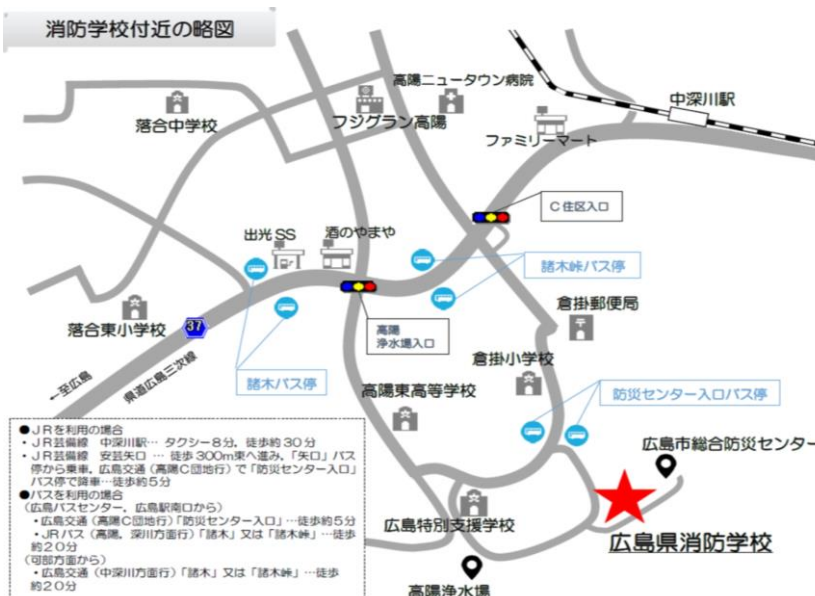 消防学校付近の略図
高陽ニュータウン病院
中深川駅
落合中学校
フジグラン高陽
ファミリーマート
C住区入口
出光SS
酒のやまや
諸木峠バス停
倉掛郵便局
落合東小学校
37
高陽
浄水場入口
倉掛小学校
←至広島
県道広島三次線
諸木バス停
高陽東高等学校
防災センター入口バス停
広島市総合防災センター
広島特別支援学校
広島県消防学校
高陽浄水場
●JRを利用の場合
・JR芸備線 中深川駅… タクシー8分，徒歩約30分
・JR芸備線 安芸矢口 … 徒歩300m東へ進み，「矢口」バス
停から乗車，広島交通（高陽C団地行）で「防災センター入口」
バス停で降車…徒歩約5分
●バスを利用の場合
（広島バスセンター，広島駅南口から）
・広島交通（高陽C団地行）「防災センター入口」…徒歩約5分
・JRバス（高陽，深川方面行）「諸木」又は「諸木峠」…徒歩
約20分
（可部方面から）
・広島交通（中深川方面行）「諸木」又は「諸木峠」…徒歩
約20分